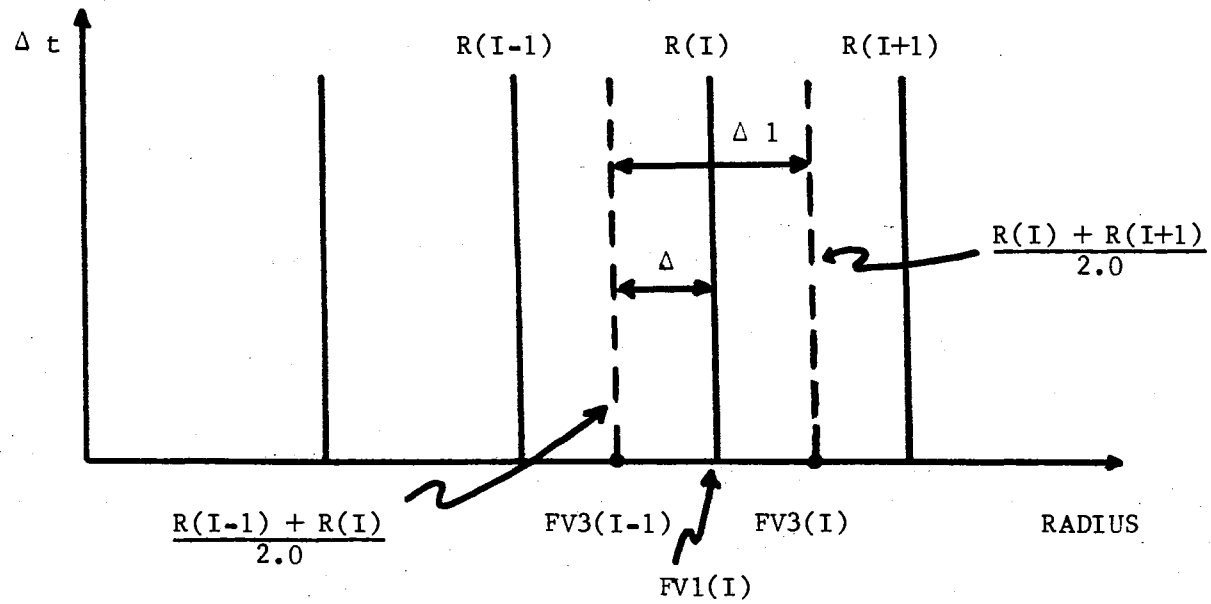 Δ t
R(I-1)
R(I)
R(I+1)
Δ 1
Δ
R(I) + R(I+1)
2.0
R(I-1) + R(I)
2.0
FV3(I-1)
FV3(I)
RADIUS
FV1(I)